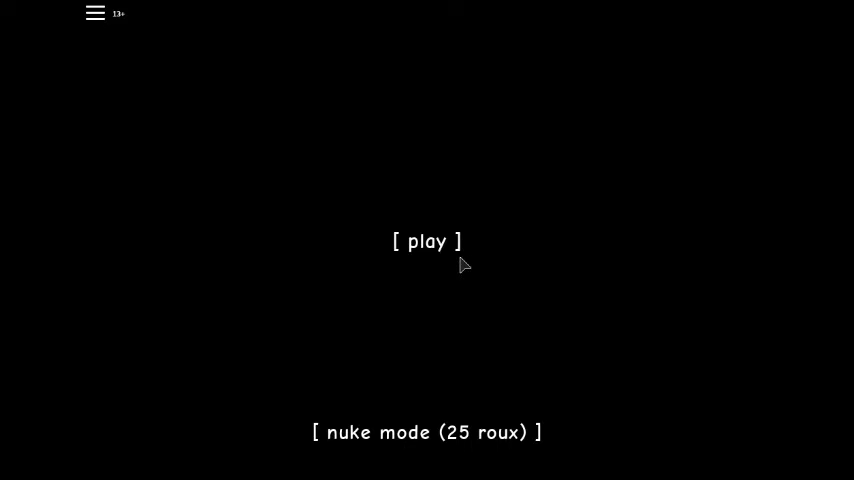 13+
[ play ]
[ nuke mode (25 roux) ]